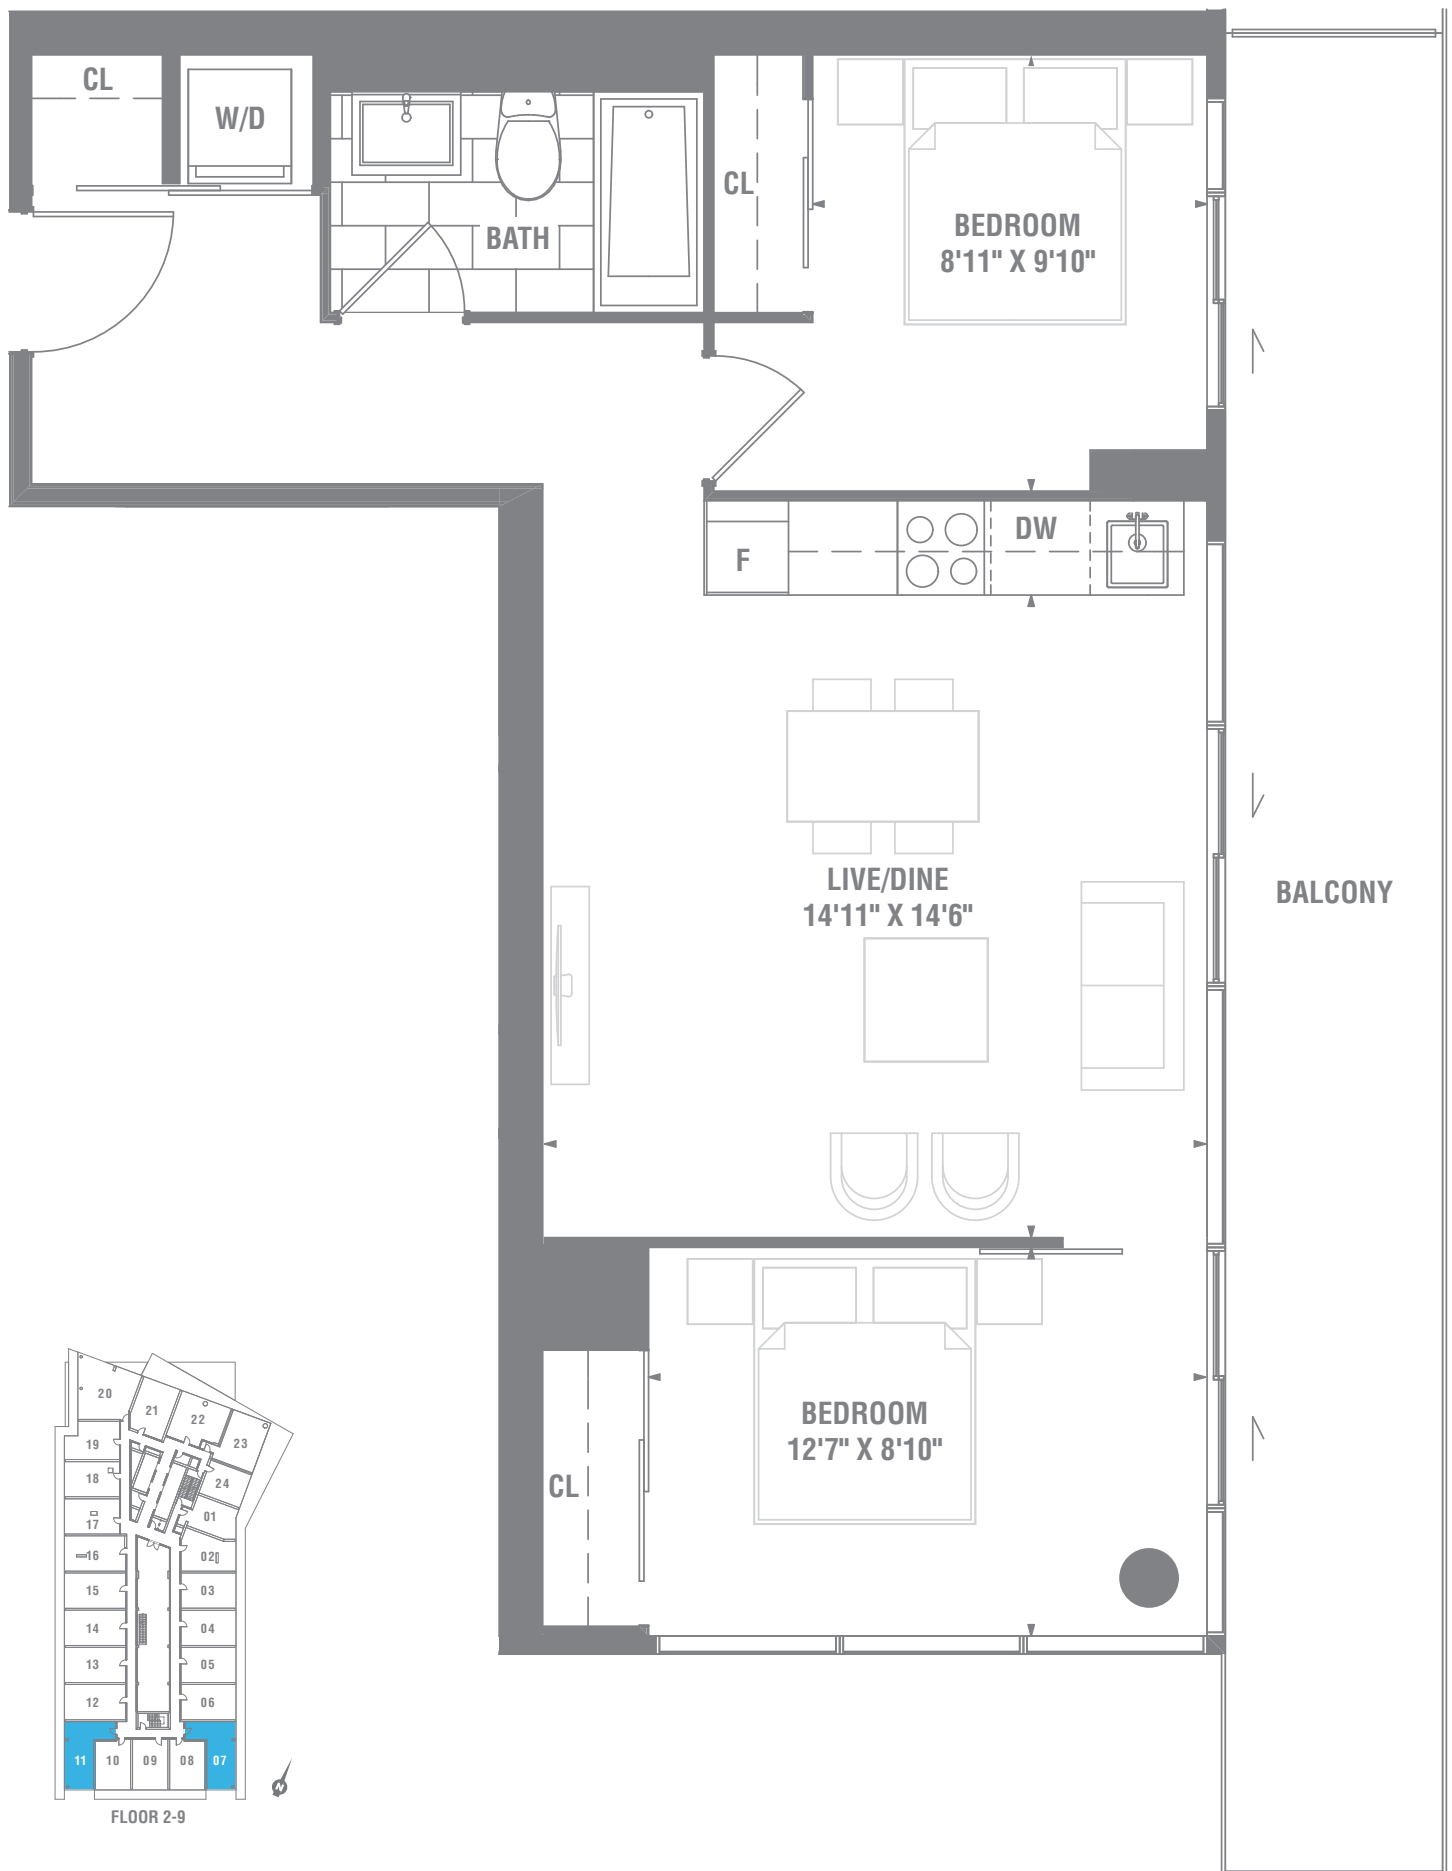 CL
W/D
BATH
CL
BEDROOM
8'11" X 9'10"
F
DW
LIVE/DINE
14'11" X 14'6"
BALCONY
BEDROOM
12'7" X 8'10"
CL
20
21
22
23
19
18
24
17
01
16
02
15
03
14
04
13
05
12
06
11
10
09
08
07
N
FLOOR 2-9